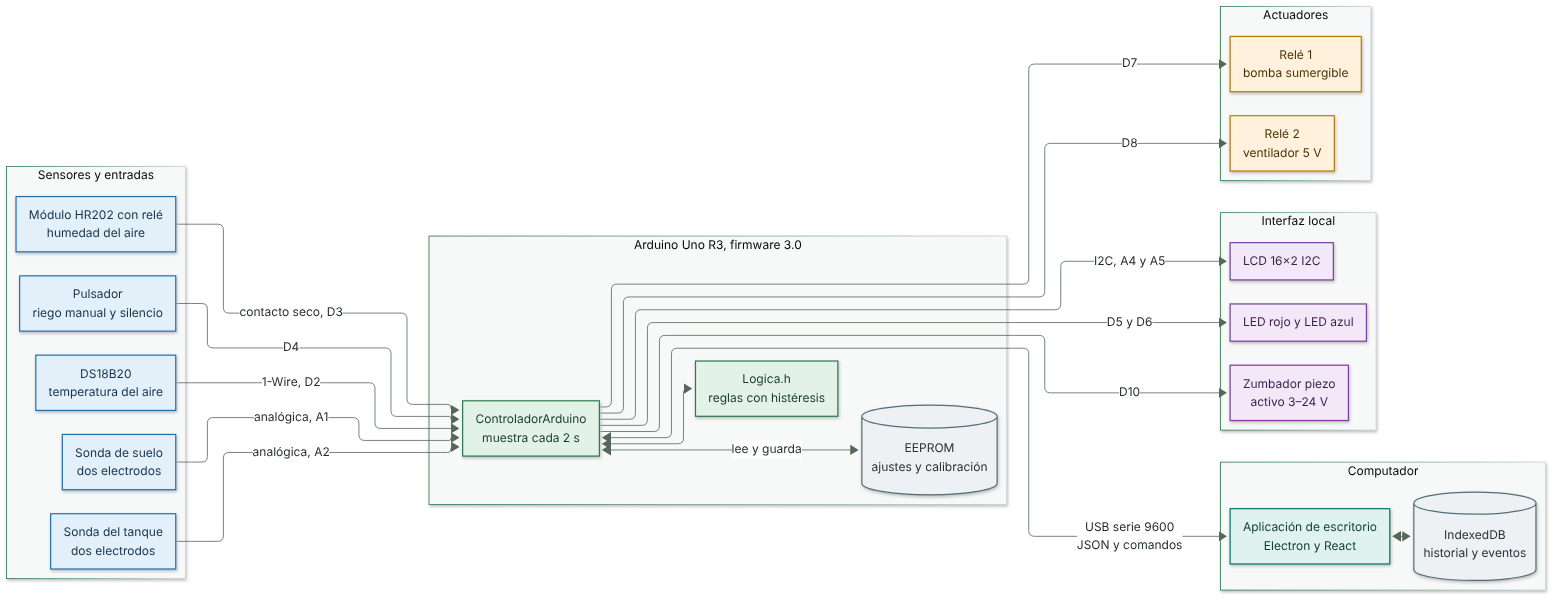 Sensores y entradas
Módulo HR202 con relé
humedad del aire
Pulsador
riego manual y silencio
DS18B20
temperatura del aire
Sonda de suelo
dos electrodos
Sonda del tanque
dos electrodos
contacto seco, D3
D4
1-Wire, D2
analógica, A1
analógica, A2
Arduino Uno R3, firmware 3.0
ControladorArduino
muestra cada 2 s
Logica.h
reglas con histéresis
lee y guarda
EEPROM
ajustes y calibración
D7
D8
I2C, A4 y A5
D5 y D6
D10
USB serie 9600
JSON y comandos
Actuadores
Relé 1
bomba sumergible
Relé 2
ventilador 5 V
Interfaz local
LCD 16×2 I2C
LED rojo y LED azul
Zumbador piezo
activo 3–24 V
Computador
Aplicación de escritorio
Electron y React
IndexedDB
historial y eventos